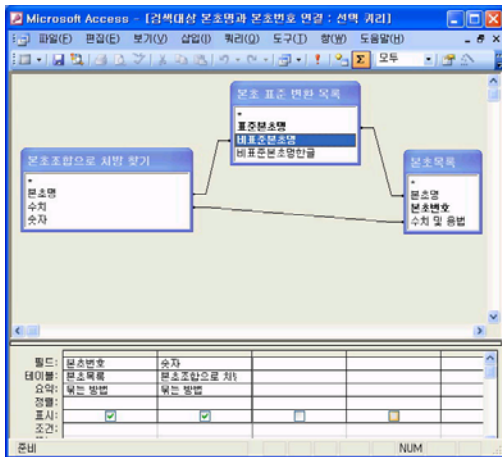 Microsoft Access - [검색대상 본초명과 본초번호 연결 : 선택 쿼리]
파일(F) 편집(E) 보기(V) 삽입(I) 쿼리(Q) 도구(T) 창(W) 도움말(H)
모두
본초 표준 변환 목록
*
표준본초명
비표준본초명
비표준본초명한글
본초조합으로 처방 찾기
*
본초명
수치
숫자
본초목록
*
본초명
본초번호
수치 및 용법
필드: 본초번호 숫자
테이블: 본초목록 본초조합으로 처방
요약: 묶는 방법 묶는 방법
정렬:
표시:
조건:
준비 NUM